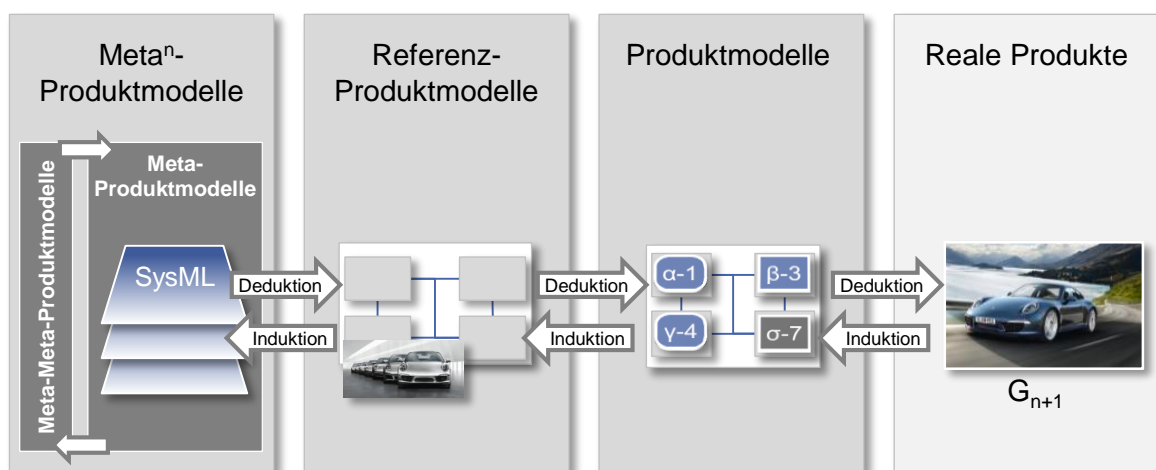 Metaⁿ-
Produktmodelle
Referenz-
Produktmodelle
Produktmodelle
Reale Produkte
Meta-Meta-Produktmodelle
Meta-
Produktmodelle
SysML
Deduktion
Induktion
Deduktion
Induktion
α-1
β-3
γ-4
σ-7
Deduktion
Induktion
Gₙ₊₁